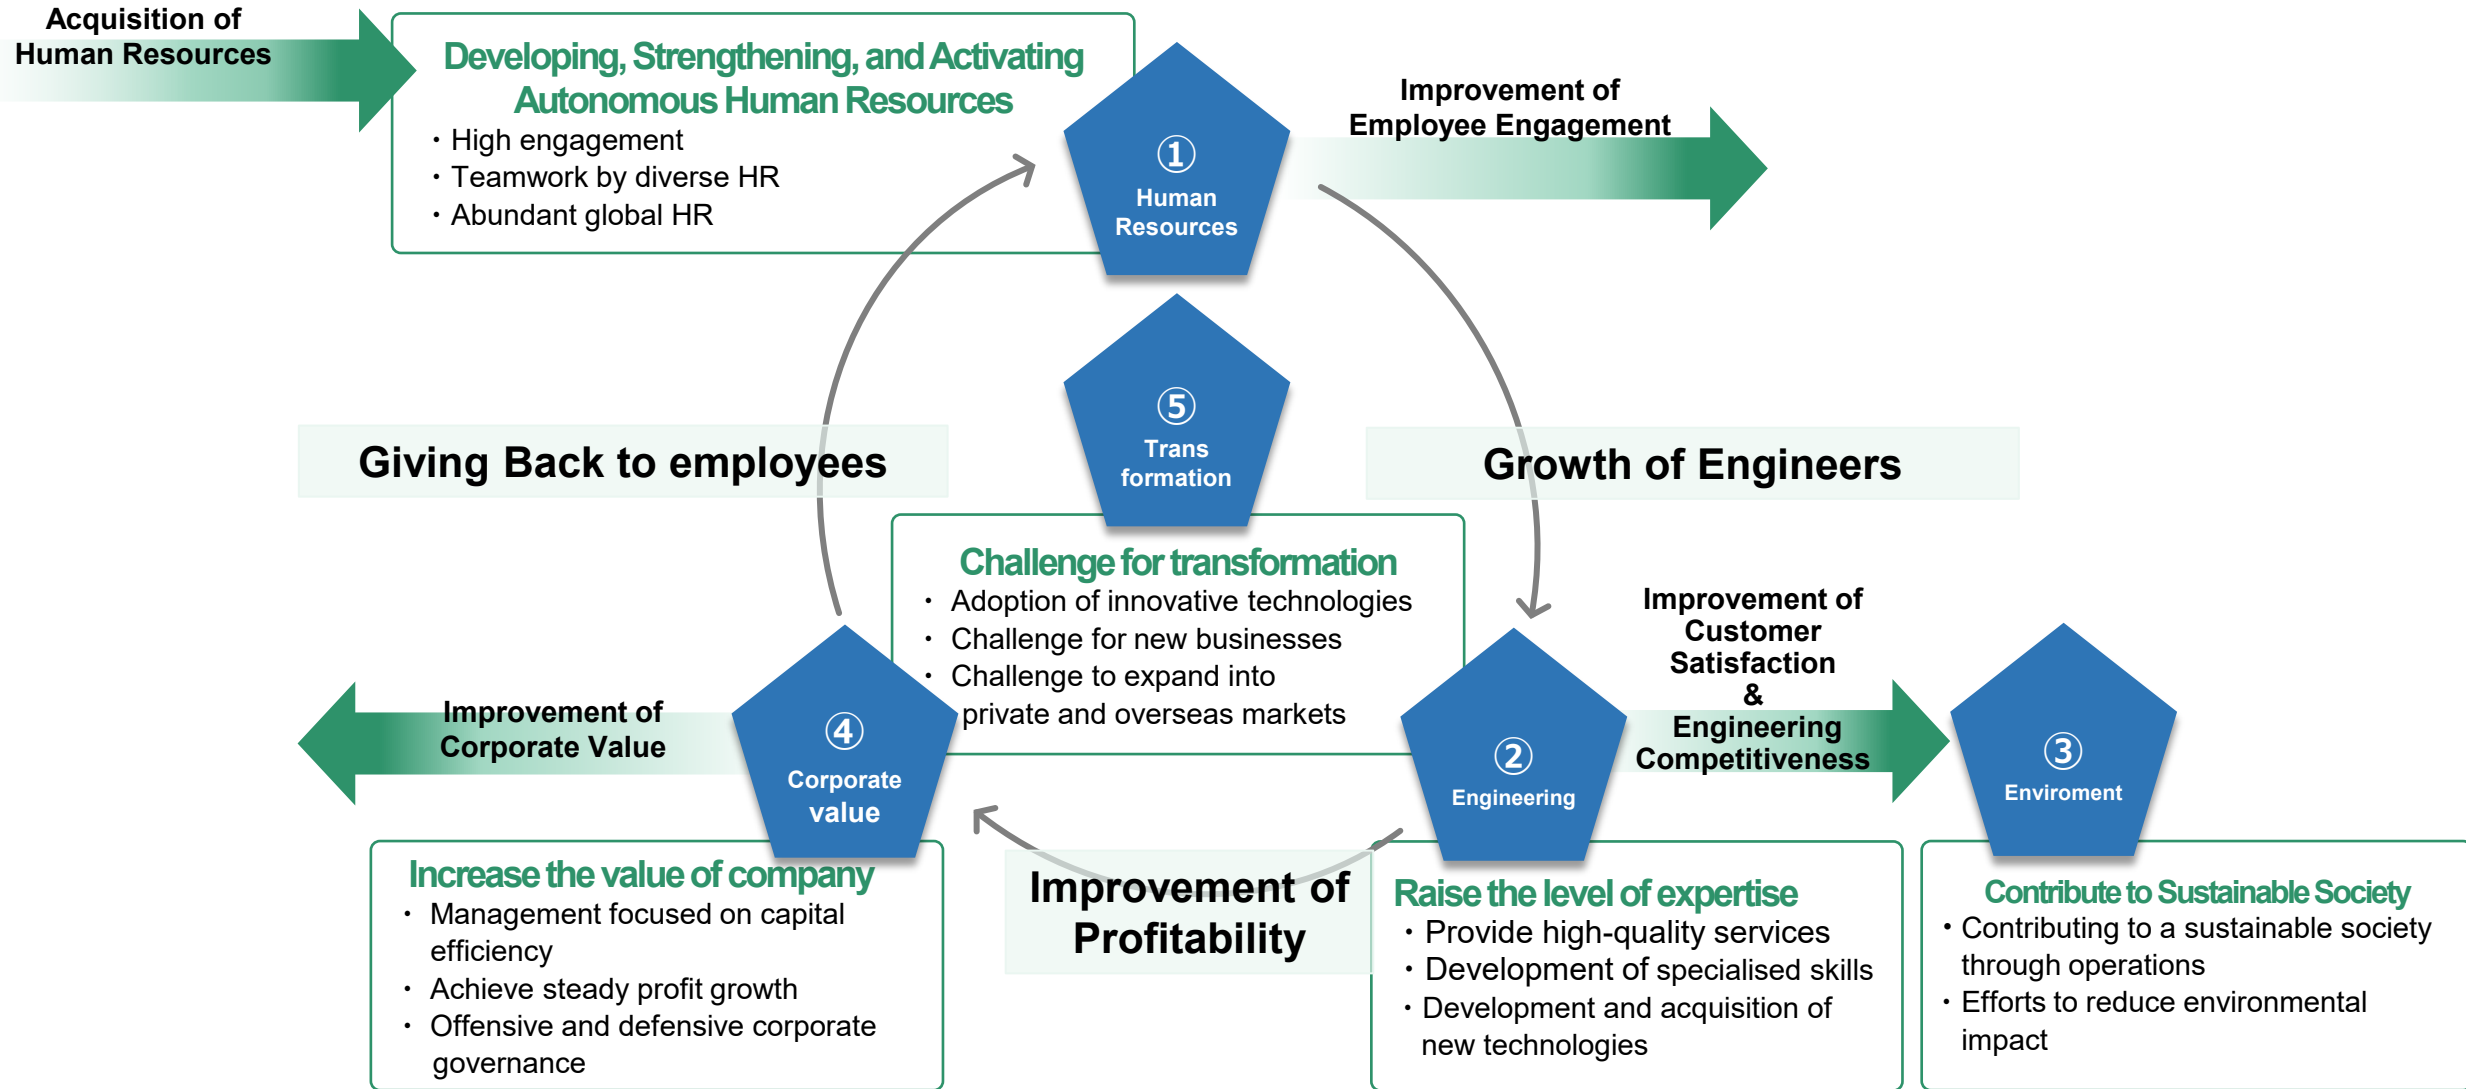 Acquisition of
Human Resources
Developing, Strengthening, and Activating
Autonomous Human Resources
・High engagement
・Teamwork by diverse HR
・Abundant global HR
①
Human
Resources
Improvement of
Employee Engagement
⑤
Trans
formation
Giving Back to employees
Growth of Engineers
Challenge for transformation
・ Adoption of innovative technologies
・ Challenge for new businesses
・ Challenge to expand into
private and overseas markets
Improvement of
Corporate Value
④
Corporate
value
②
Engineering
Improvement of
Customer
Satisfaction
&
Engineering
Competitiveness
③
Enviroment
Increase the value of company
・ Management focused on capital
efficiency
・ Achieve steady profit growth
・ Offensive and defensive corporate
governance
Improvement of
Profitability
Raise the level of expertise
・Provide high-quality services
・Development of specialised skills
・Development and acquisition of
new technologies
Contribute to Sustainable Society
・Contributing to a sustainable society
through operations
・Efforts to reduce environmental
impact